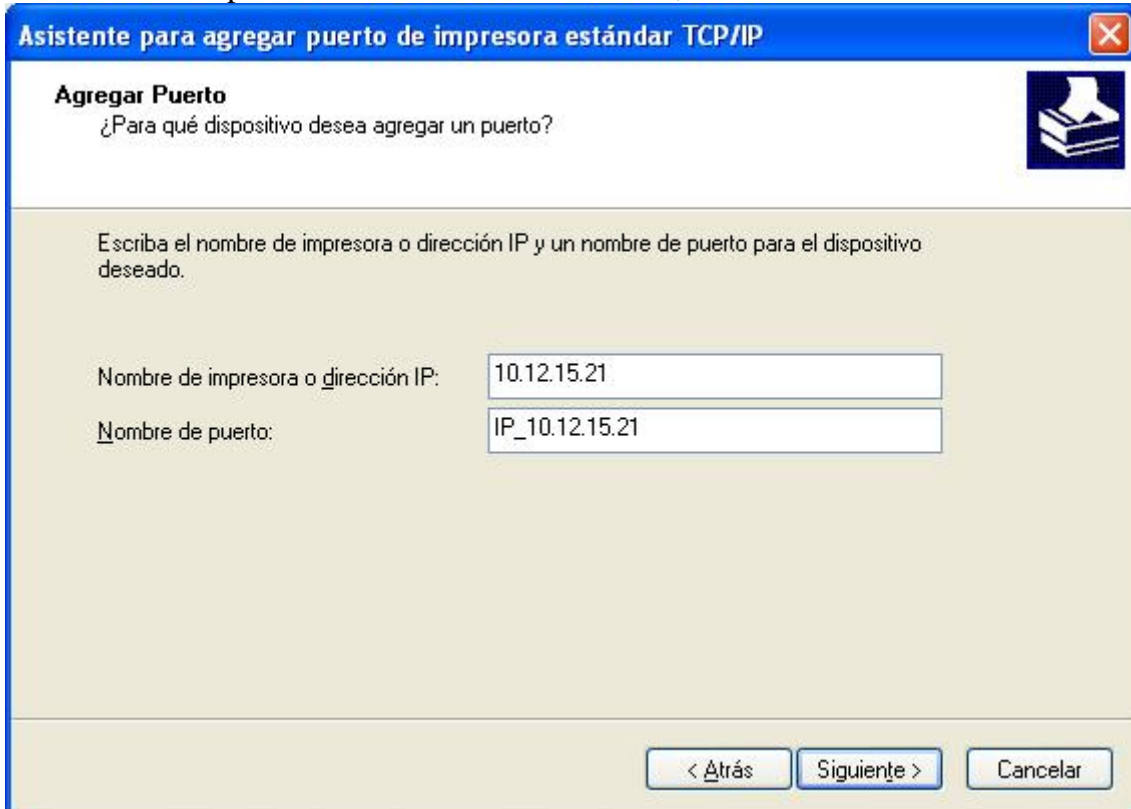 Asistente para agregar puerto de impresora estándar TCP/IP
Agregar Puerto
¿Para qué dispositivo desea agregar un puerto?
Escriba el nombre de impresora o dirección IP y un nombre de puerto para el dispositivo
deseado.
Nombre de impresora o dirección IP:
10.12.15.21
Nombre de puerto:
IP_10.12.15.21
< Atrás
Siguiente >
Cancelar